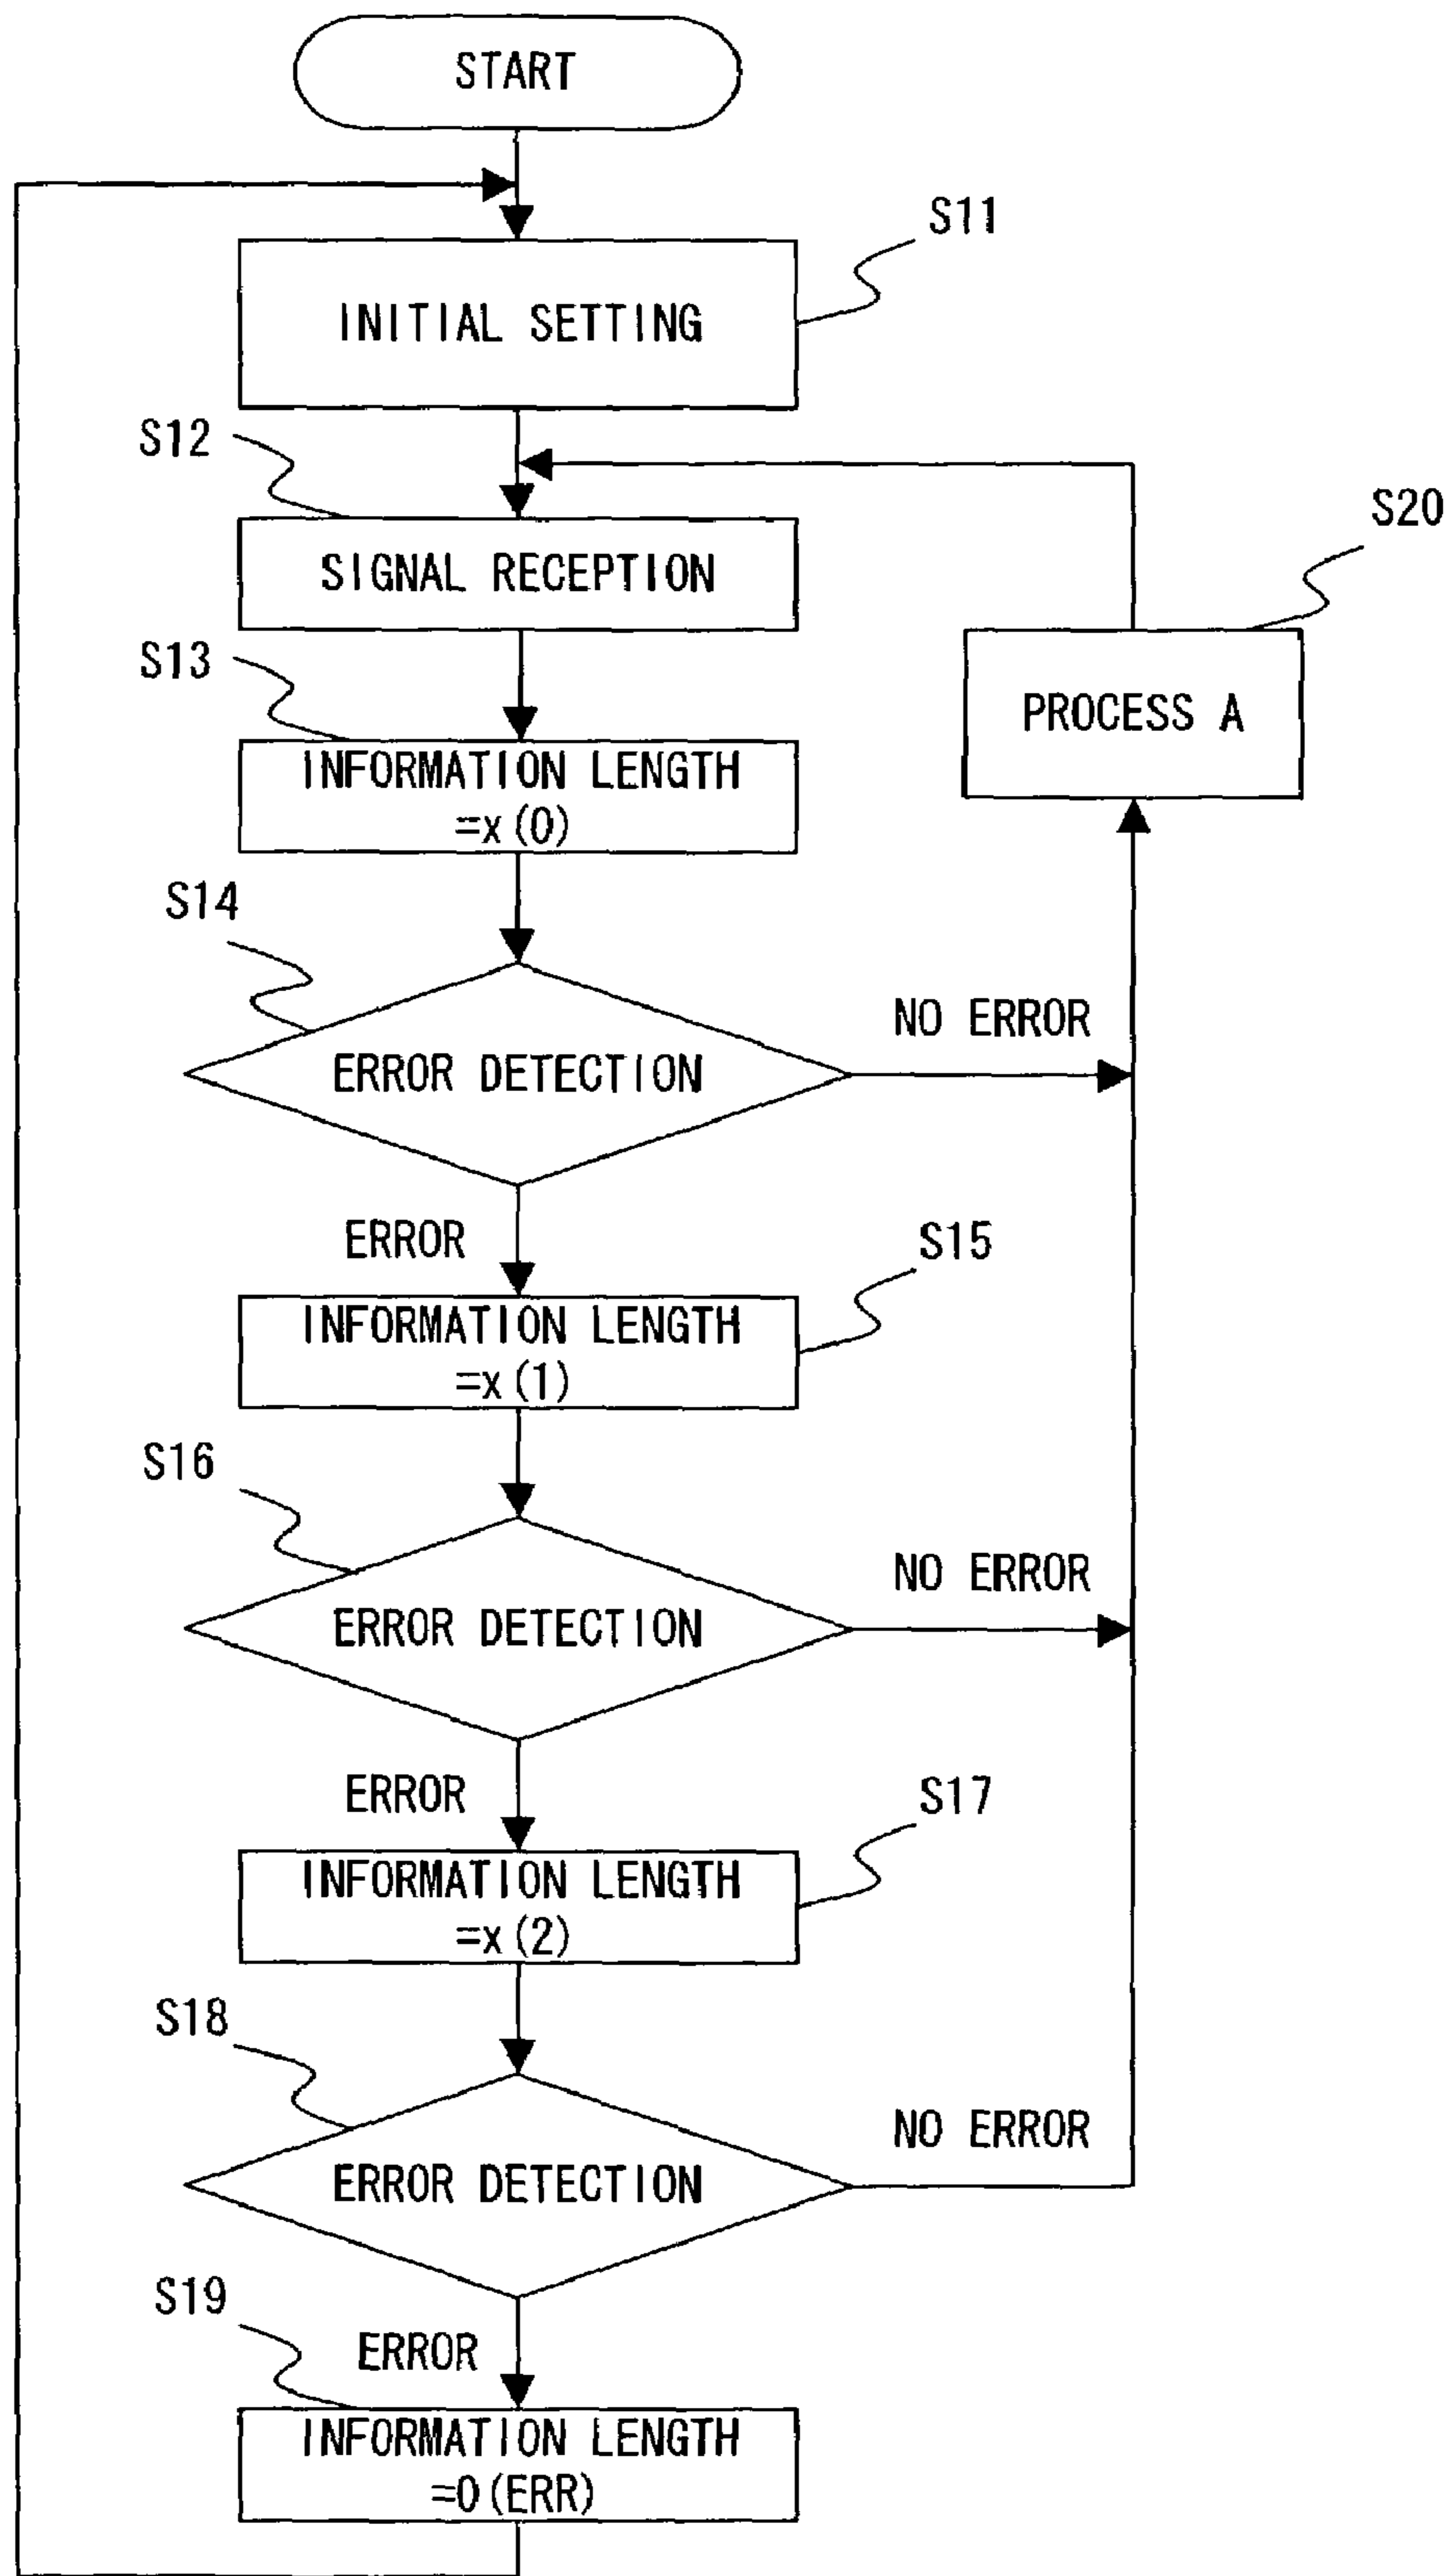 START
S11
INITIAL SETTING
S12
SIGNAL RECEPTION
S20
S13
PROCESS A
INFORMATION LENGTH
=x(0)
S14
NO ERROR
ERROR DETECTION
ERROR
S15
INFORMATION LENGTH
=x(1)
S16
NO ERROR
ERROR DETECTION
ERROR
S17
INFORMATION LENGTH
=x(2)
S18
NO ERROR
ERROR DETECTION
S19
ERROR
INFORMATION LENGTH
=0(ERR)